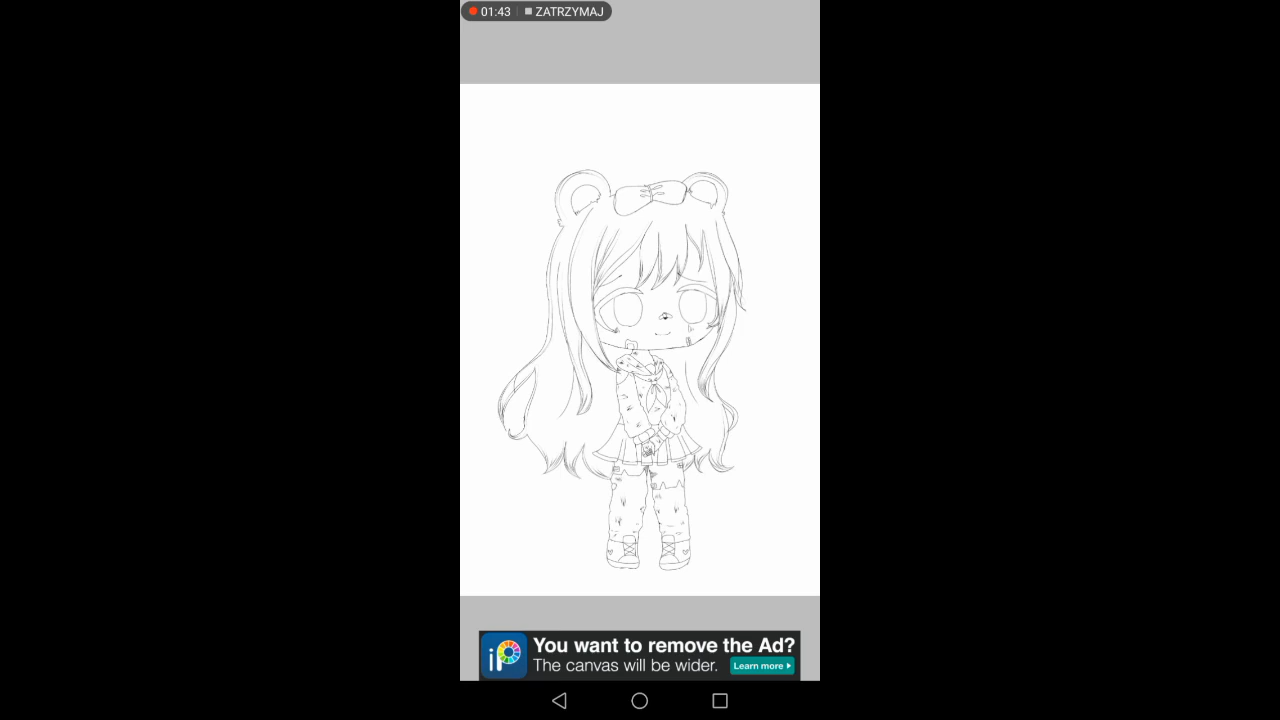 01:43 ZATRZYMAJ
You want to remove the Ad?
The canvas will be wider.
Learn more